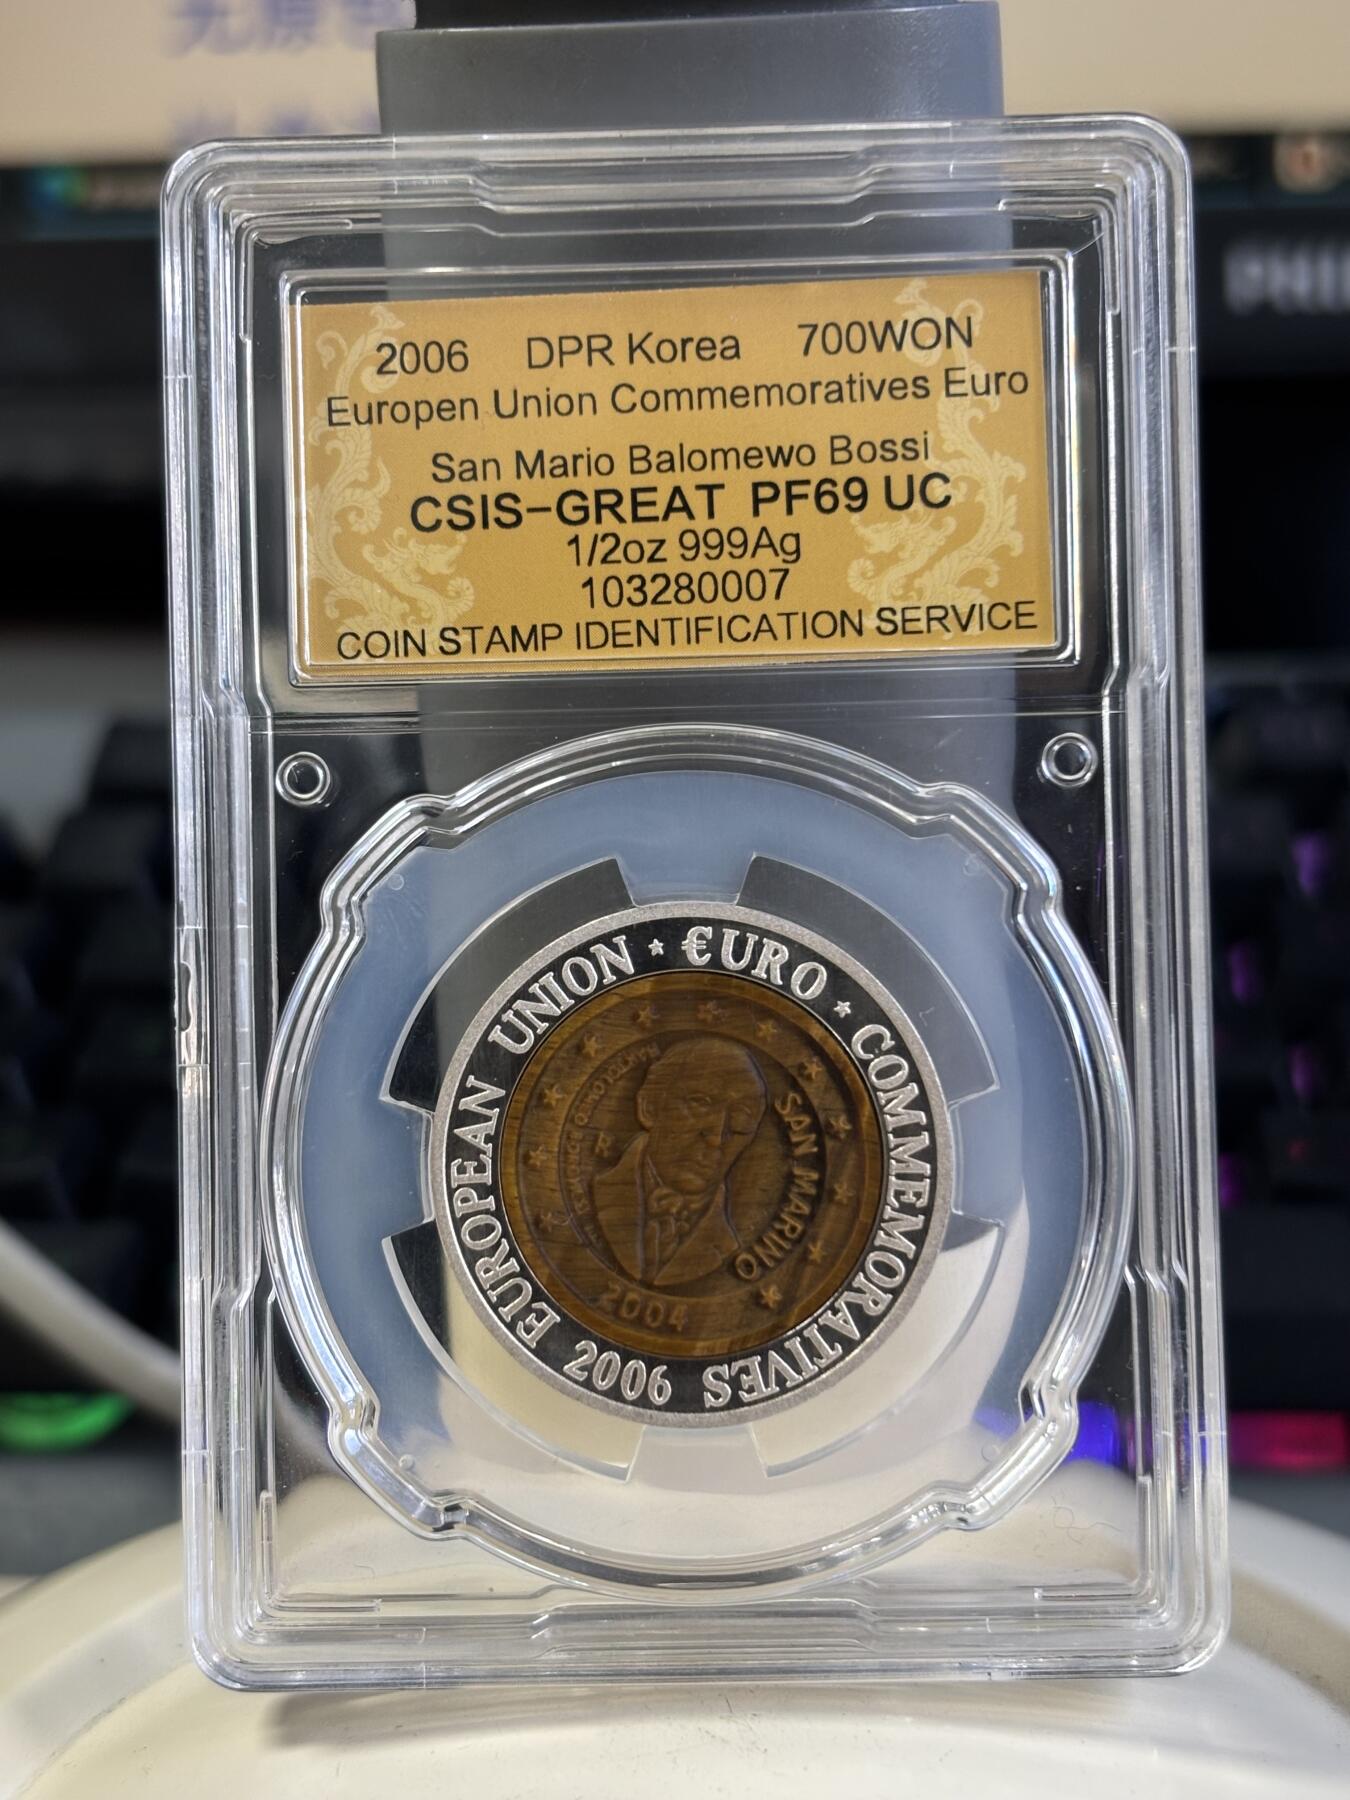 2006 DPR Korea 700WON
Europen Union Commemoratives Euro
San Mario Balomewo Bossi
CSIS-GREAT PF69 UC
1/2oz 999Ag
103280007
COIN STAMP IDENTIFICATION SERVICE
EUROPEAN UNION ★ €URO ★ COMMEMORATIVES 2006
SAN MARINO
2004